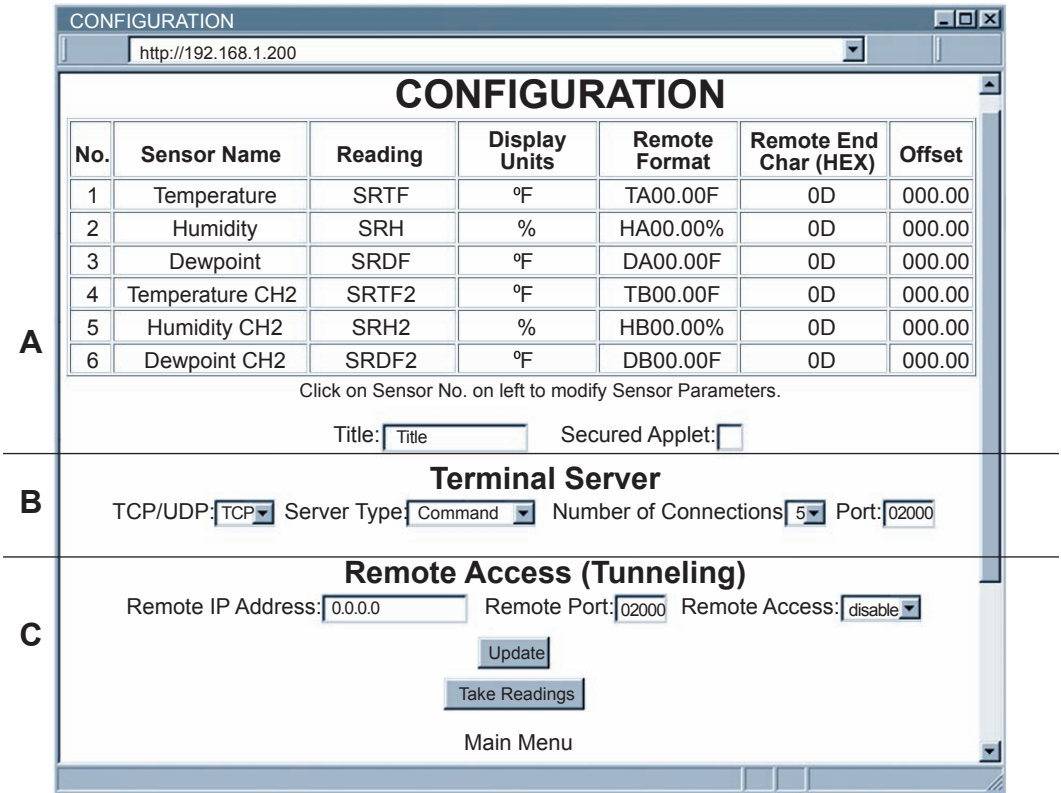 CONFIGURATION
http://192.168.1.200
CONFIGURATION
No. Sensor Name Reading Display Units Remote Format Remote End Char (HEX) Offset
1 Temperature SRTF ºF TA00.00F 0D 000.00
2 Humidity SRH % HA00.00% 0D 000.00
3 Dewpoint SRDF ºF DA00.00F 0D 000.00
4 Temperature CH2 SRTF2 ºF TB00.00F 0D 000.00
5 Humidity CH2 SRH2 % HB00.00% 0D 000.00
6 Dewpoint CH2 SRDF2 ºF DB00.00F 0D 000.00
A
Click on Sensor No. on left to modify Sensor Parameters.
Title: Title Secured Applet:
Terminal Server
B
TCP/UDP: TCP Server Type: Command Number of Connections 5 Port: 02000
Remote Access (Tunneling)
Remote IP Address: 0.0.0.0 Remote Port: 02000 Remote Access: disable
C
Update
Take Readings
Main Menu